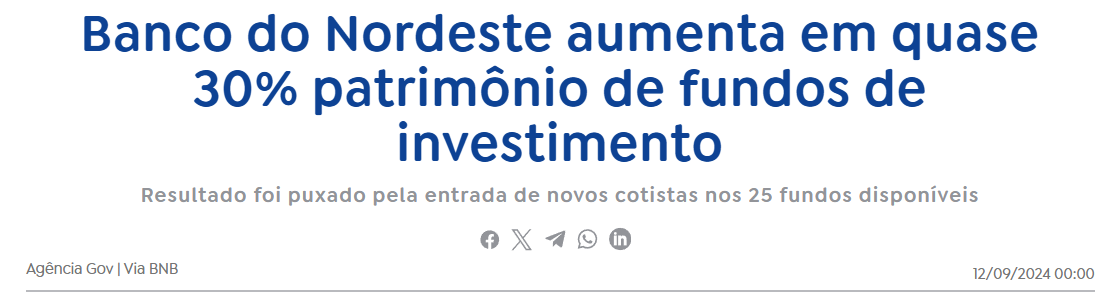 Banco do Nordeste aumenta em quase
30% patrimônio de fundos de
investimento
Resultado foi puxado pela entrada de novos cotistas nos 25 fundos disponíveis
Agência Gov | Via BNB
12/09/2024 00:00